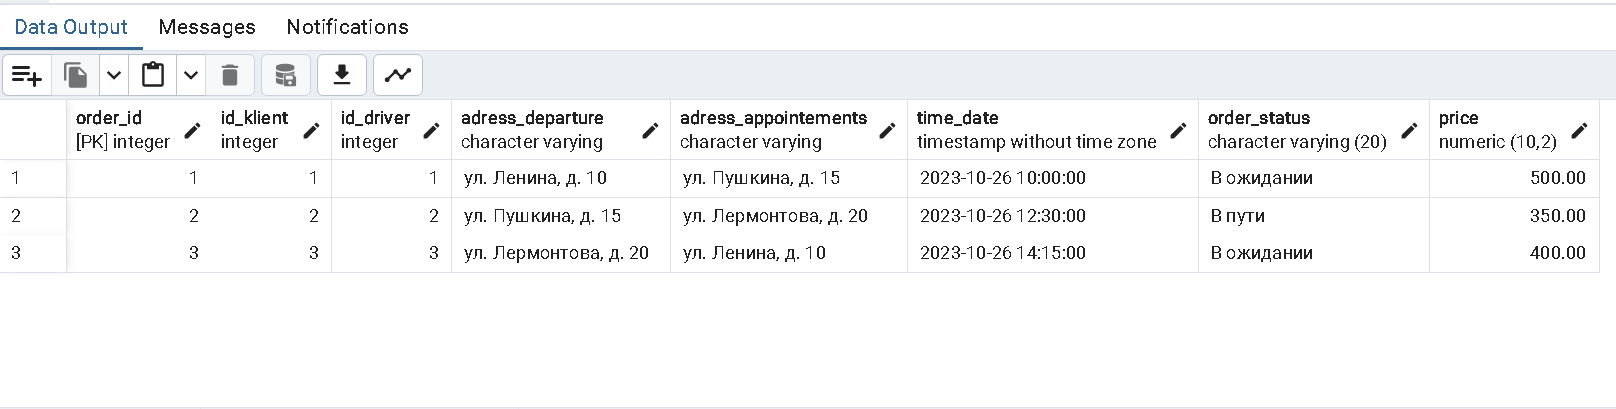 Data Output Messages Notifications
order_id id_klient id_driver adress_departure adress_appointements time_date order_status price
[PK] integer integer integer character varying character varying timestamp without time zone character varying (20) numeric (10,2)
1 1 1 1 ул. Ленина, д. 10 ул. Пушкина, д. 15 2023-10-26 10:00:00 В ожидании 500.00
2 2 2 2 ул. Пушкина, д. 15 ул. Лермонтова, д. 20 2023-10-26 12:30:00 В пути 350.00
3 3 3 3 ул. Лермонтова, д. 20 ул. Ленина, д. 10 2023-10-26 14:15:00 В ожидании 400.00